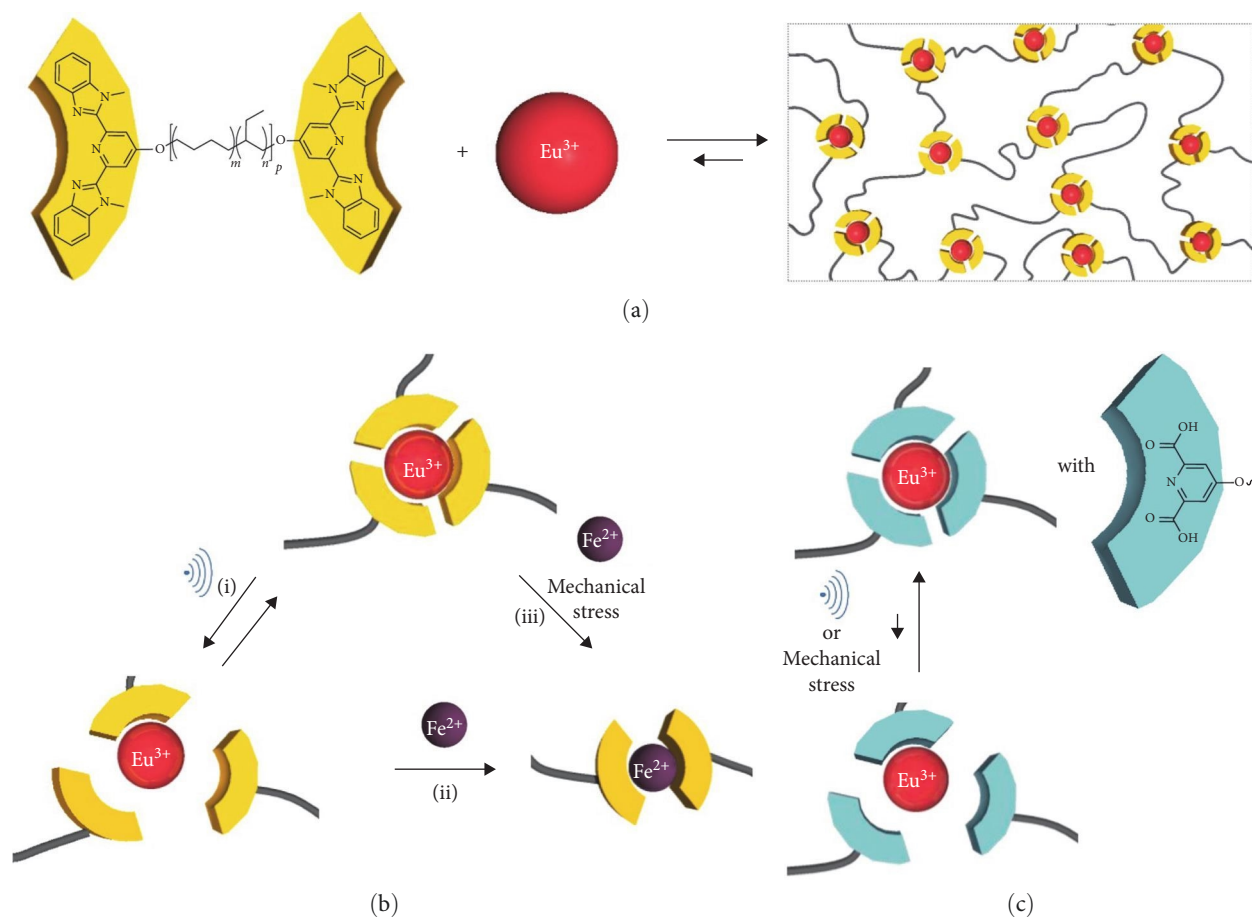 N
N
N
N
N
O
m
n
p
O
N
N
N
N
N
+
Eu³⁺
(a)
Eu³⁺
Fe²⁺
(i)
Mechanical
stress
(iii)
Eu³⁺
Fe²⁺
(ii)
Fe²⁺
(b)
Eu³⁺
with
O
OH
N
O
O
OH
or
Mechanical
stress
Eu³⁺
(c)